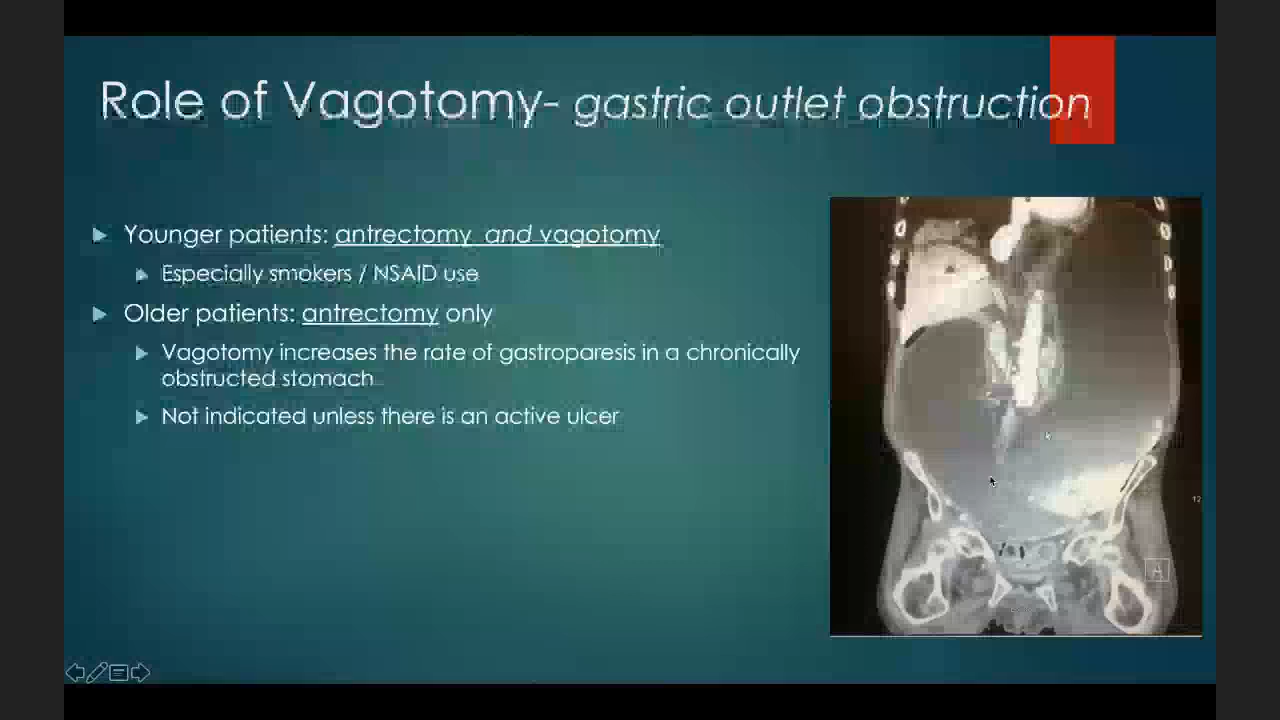 Role of Vagotomy- gastric outlet obstruction
Younger patients: antrectomy and vagotomy
Especially smokers / NSAID use
Older patients: antrectomy only
Vagotomy increases the rate of gastroparesis in a chronically
obstructed stomach
Not indicated unless there is an active ulcer
12
A